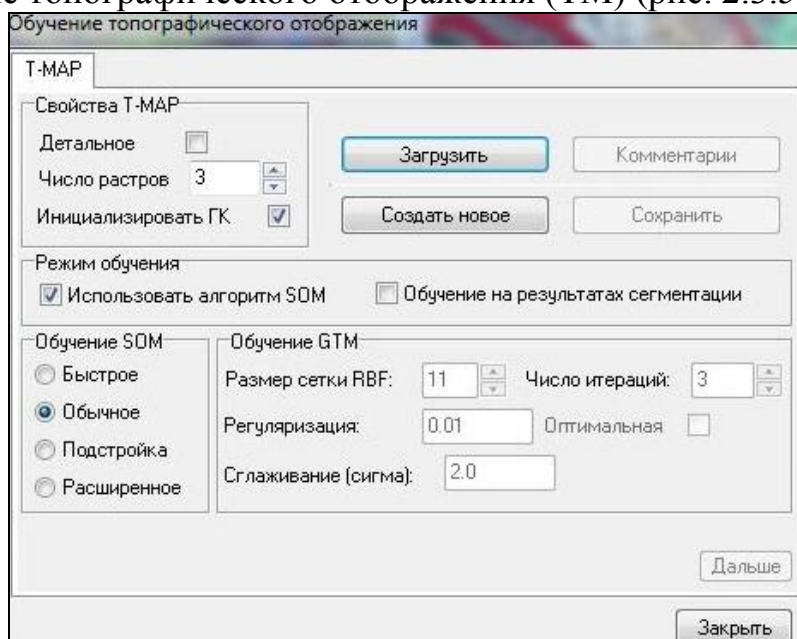 е топографического отображения (ТМ) (рис. 2.3.3
Обучение топографического отображения
T-MAP
Свойства T-MAP
Детальное
Число растров 3
Инициализировать ГК
Загрузить
Комментарии
Создать новое
Сохранить
Режим обучения
Использовать алгоритм SOM
Обучение на результатах сегментации
Обучение SOM
Быстрое
Обычное
Подстройка
Расширенное
Обучение GTM
Размер сетки RBF: 11
Число итераций: 3
Регуляризация: 0.01
Оптимальная
Сглаживание (сигма): 2.0
Дальше
Закрыть